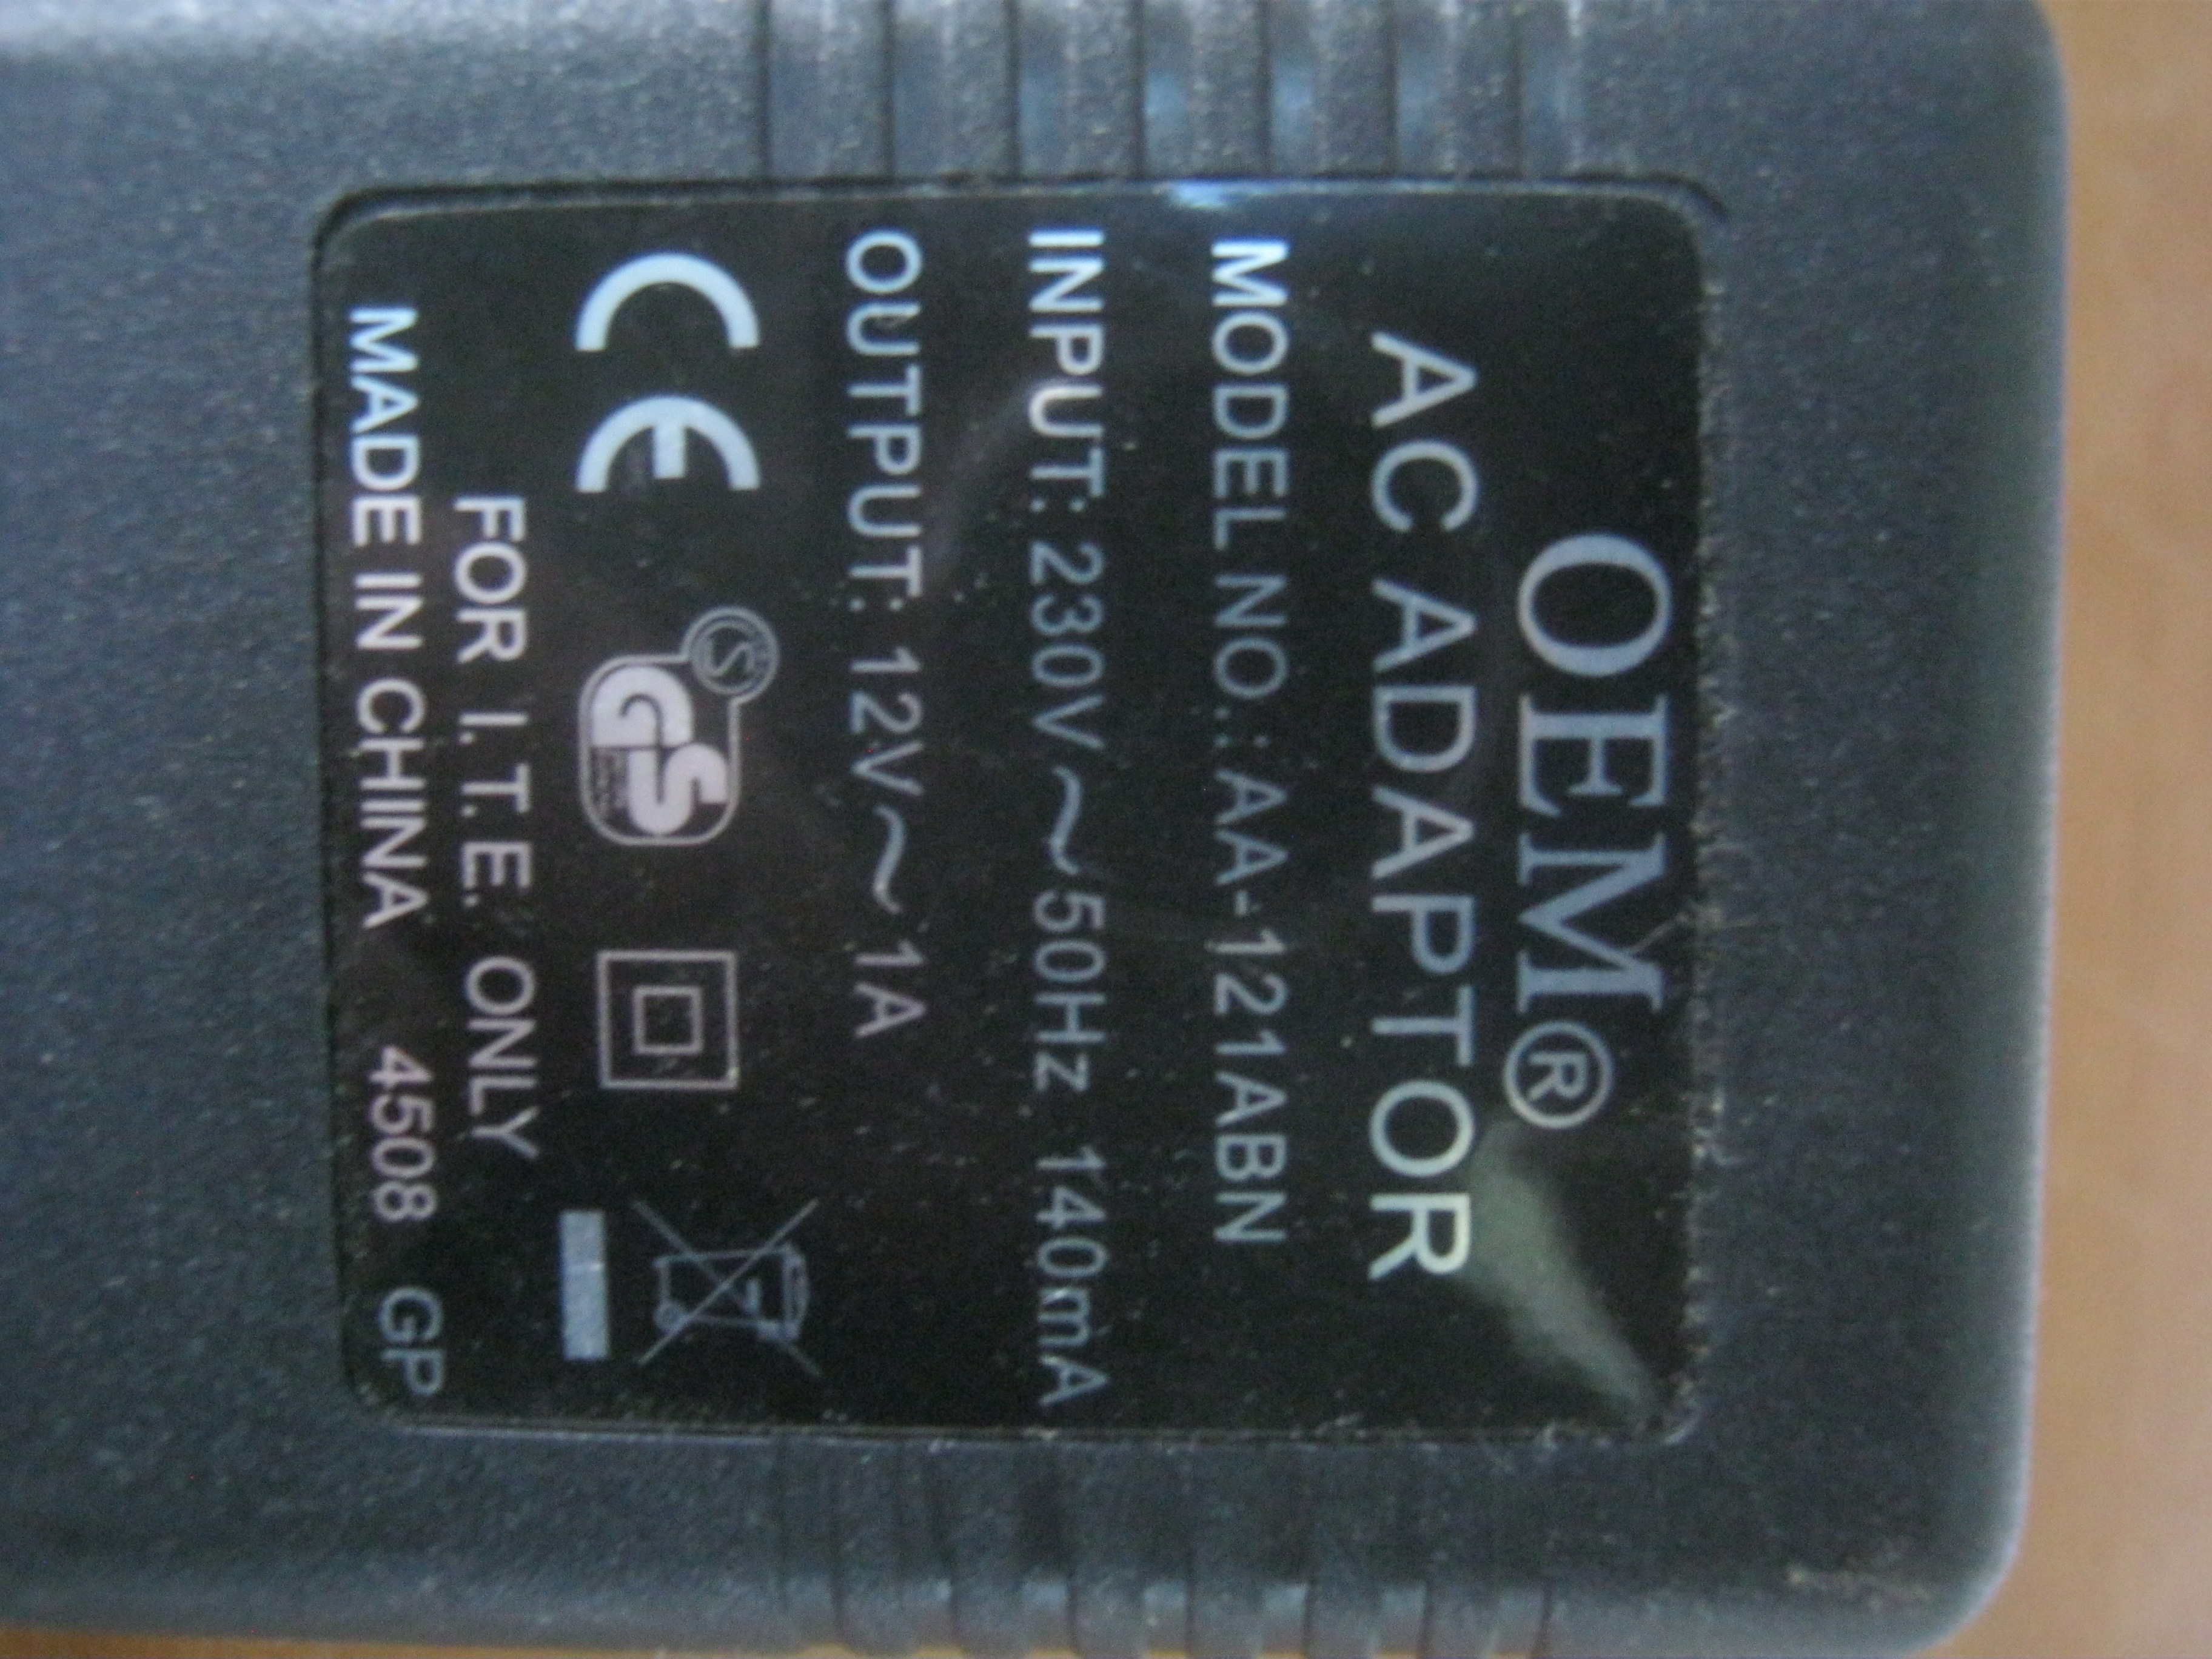 OEM®
AC ADAPTOR
MODEL NO.: AA-121ABN
INPUT: 230V~50Hz 140mA
OUTPUT: 12V~1A
CE
S
GS
FOR I.T.E. ONLY
MADE IN CHINA 4508 GP